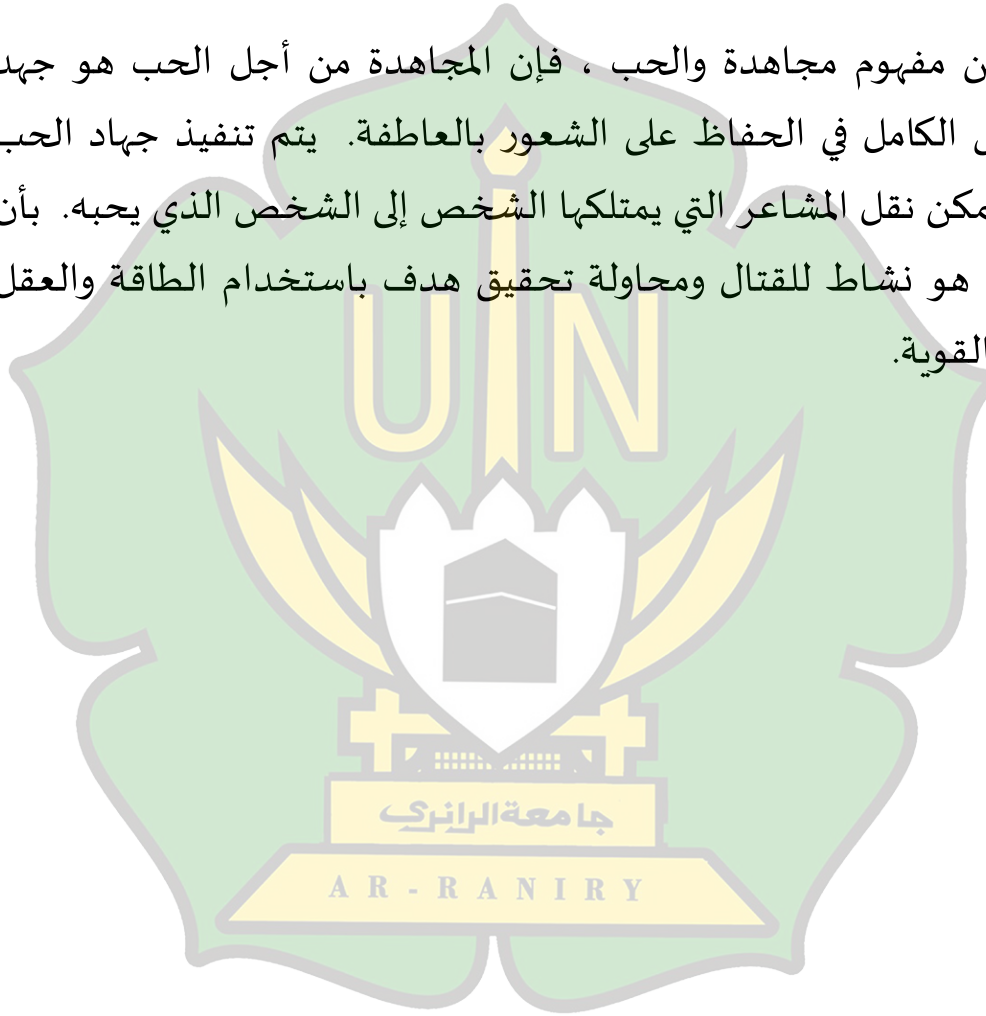 ن مفهوم مجاهدة والحب ، فإن المجاهدة من أجل الحب هو جهد
الكامل في الحفاظ على الشعور بالعاطفة. يتم تنفيذ جهاد الحب
مكن نقل المشاعر التي يمتلكها الشخص إلى الشخص الذي يحبه. بأن
هو نشاط للقتال ومحاولة تحقيق هدف باستخدام الطاقة والعقل
القوية.
UIN
جامعة الرانري
AR-RANIRY